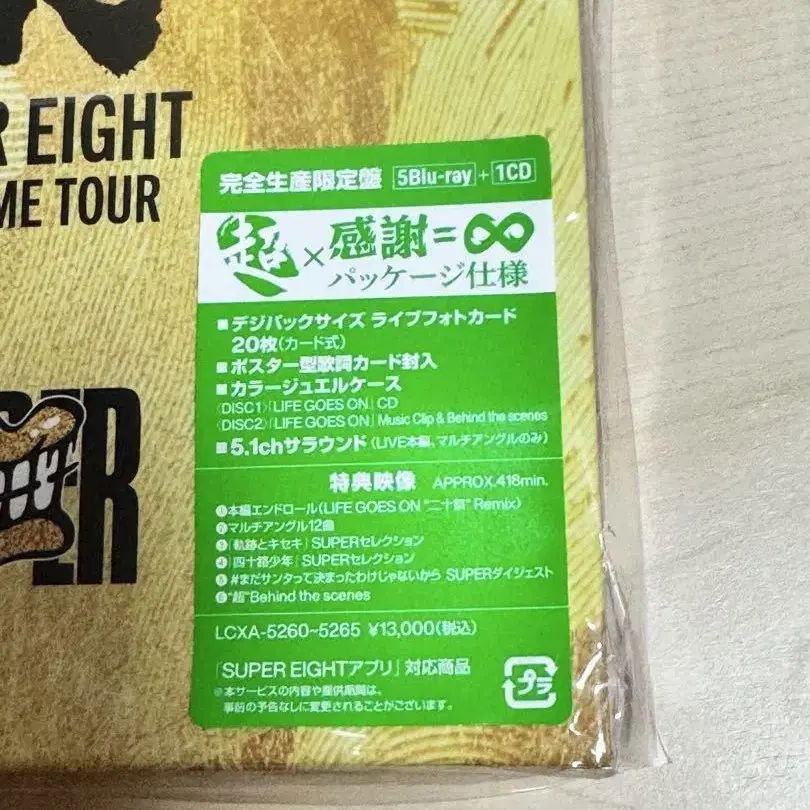 R EIGHT
ME TOUR
完全生産限定盤 5Blu-ray + 1CD
超×感謝=∞
パッケージ仕様
■デジパックサイズ ライブフォトカード
20枚(カード式)
■ポスター型歌詞カード封入
■カラージュエルケース
〈DISC1〉「LIFE GOES ON」 CD
〈DISC2〉「LIFE GOES ON」 Music Clip & Behind the scenes
■5.1chサラウンド (LIVE本編、マルチアングルのみ)
特典映像 APPROX.418min.
①本編エンドロール(LIFE GOES ON "二十祭" Remix)
②マルチアングル12曲
③「軌跡とキセキ」 SUPERセレクション
④「四十路少年」 SUPERセレクション
⑤#まだサンタって決まったわけじゃないから SUPERダイジェスト
⑥"超"Behind the scenes
LCXA-5260~5265 ¥13,000(税込)
「SUPER EIGHTアプリ」対応商品
※本サービスの内容や提供期間は、
事前の予告なしに変更されることがございます。
プラ